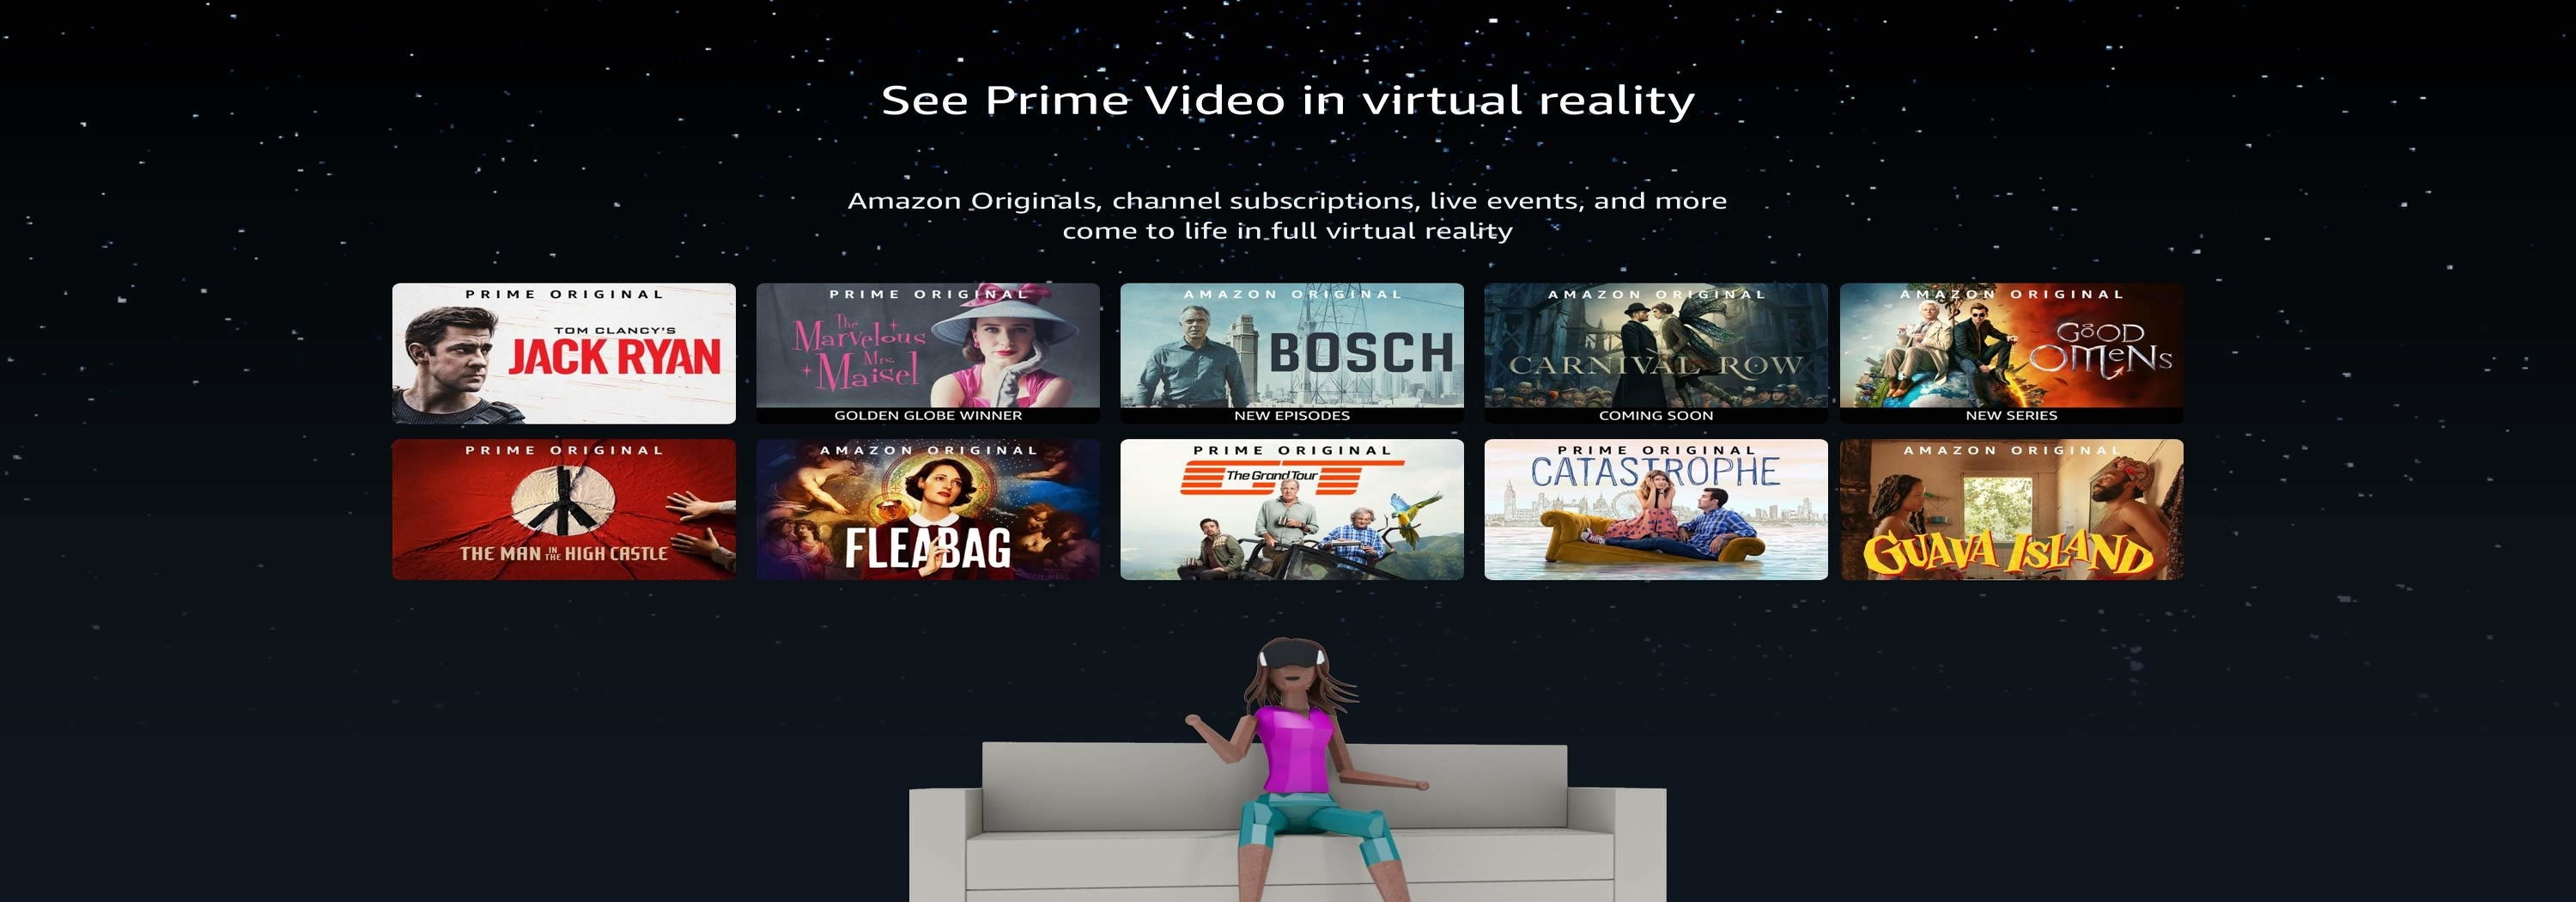 See Prime Video in virtual reality
Amazon Originals, channel subscriptions, live events, and more
come to life in full virtual reality
PRIME ORIGINAL
TOM CLANCY'S
JACK RYAN
PRIME ORIGINAL
The
Marvelous
Mrs.
Maisel
GOLDEN GLOBE WINNER
AMAZON ORIGINAL
BOSCH
NEW EPISODES
AMAZON ORIGINAL
CARNIVAL ROW
COMING SOON
AMAZON ORIGINAL
GOOD
OMENS
NEW SERIES
PRIME ORIGINAL
THE MAN IN THE HIGH CASTLE
AMAZON ORIGINAL
FLEABAG
PRIME ORIGINAL
GT
The Grand Tour
PRIME ORIGINAL
CATASTROPHE
AMAZON ORIGINAL
GUAVA ISLAND